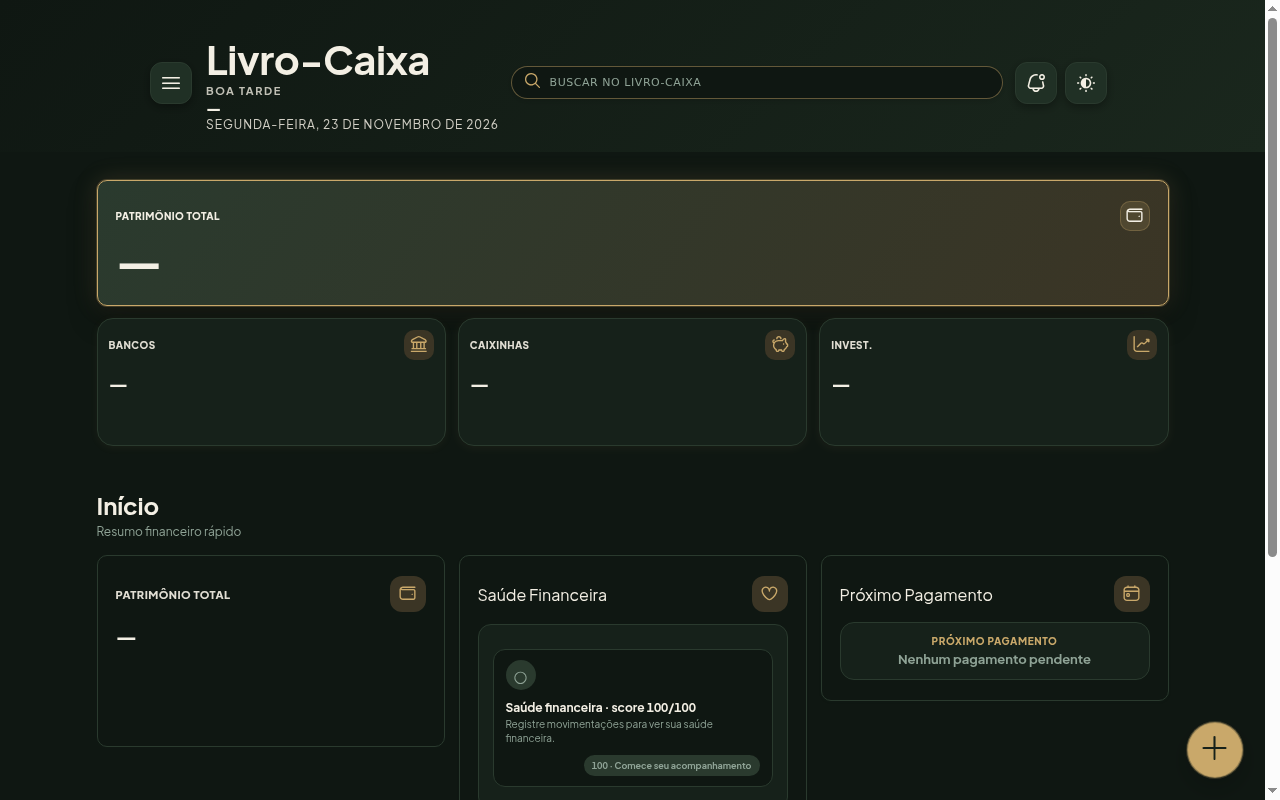 Livro-Caixa
BOA TARDE
—
SEGUNDA-FEIRA, 23 DE NOVEMBRO DE 2026
BUSCAR NO LIVRO-CAIXA
PATRIMÔNIO TOTAL
—
BANCOS
—
CAIXINHAS
—
INVEST.
—
Início
Resumo financeiro rápido
PATRIMÔNIO TOTAL
—
Saúde Financeira
Saúde financeira · score 100/100
Registre movimentações para ver sua saúde
financeira.
100 · Comece seu acompanhamento
Próximo Pagamento
PRÓXIMO PAGAMENTO
Nenhum pagamento pendente